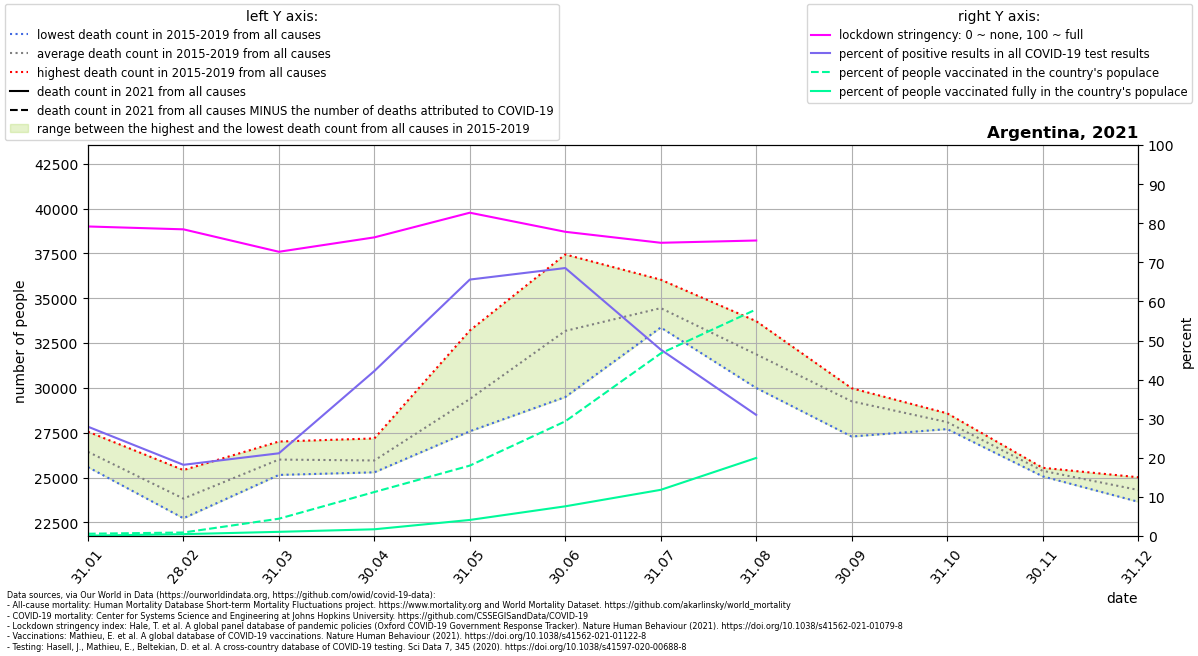 left Y axis:
lowest death count in 2015-2019 from all causes
average death count in 2015-2019 from all causes
highest death count in 2015-2019 from all causes
death count in 2021 from all causes
death count in 2021 from all causes MINUS the number of deaths attributed to COVID-19
range between the highest and the lowest death count from all causes in 2015-2019
right Y axis:
lockdown stringency: 0 ~ none, 100 ~ full
percent of positive results in all COVID-19 test results
percent of people vaccinated in the country's populace
percent of people vaccinated fully in the country's populace
Argentina, 2021
42500
40000
37500
35000
32500
30000
27500
25000
22500
number of people
100
90
80
70
60
50
40
30
20
10
0
percent
31.01
28.02
31.03
30.04
31.05
30.06
31.07
31.08
30.09
31.10
30.11
31.12
date
Data sources, via Our World in Data (https://ourworldindata.org, https://github.com/owid/covid-19-data):
- All-cause mortality: Human Mortality Database Short-term Mortality Fluctuations project. https://www.mortality.org and World Mortality Dataset. https://github.com/akarlinsky/world_mortality
- COVID-19 mortality: Center for Systems Science and Engineering at Johns Hopkins University. https://github.com/CSSEGISandData/COVID-19
- Lockdown stringency index: Hale, T. et al. A global panel database of pandemic policies (Oxford COVID-19 Government Response Tracker). Nature Human Behaviour (2021). https://doi.org/10.1038/s41562-021-01079-8
- Vaccinations: Mathieu, E. et al. A global database of COVID-19 vaccinations. Nature Human Behaviour (2021). https://doi.org/10.1038/s41562-021-01122-8
- Testing: Hasell, J., Mathieu, E., Beltekian, D. et al. A cross-country database of COVID-19 testing. Sci Data 7, 345 (2020). https://doi.org/10.1038/s41597-020-00688-8